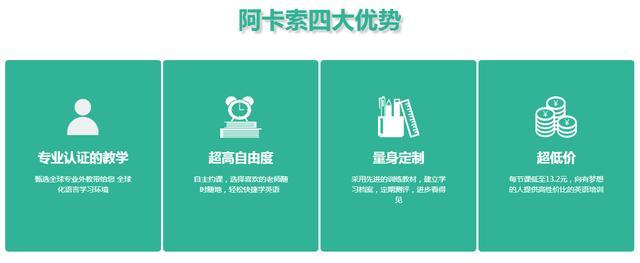 阿卡索四大优势
专业认证的教学
甄选全球专业外教带给您 全球
化语言学习环境
超高自由度
自主约课，选择喜欢的老师随
时随地，轻松快捷学英语
量身定制
采用先进的训练教材，建立学
习档案，定期测评，进步看得
见
超低价
每节课低至13.2元，向有梦想
的人提供高性价比的英语培训